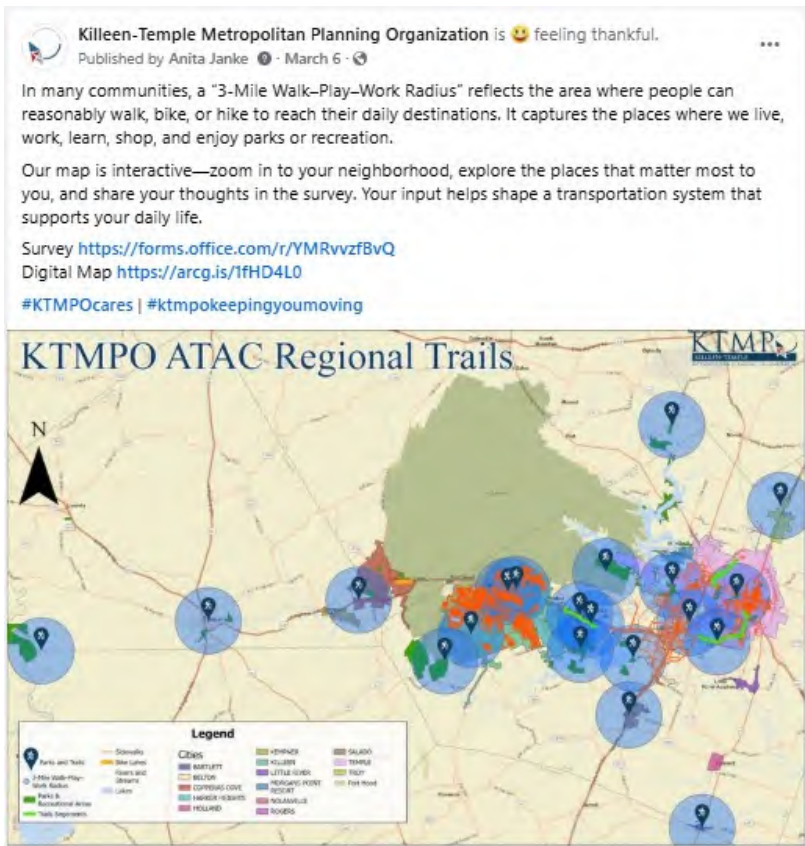 Killeen-Temple Metropolitan Planning Organization is 😃 feeling thankful.
Published by Anita Janke · March 6 ·
In many communities, a "3-Mile Walk–Play–Work Radius" reflects the area where people can
reasonably walk, bike, or hike to reach their daily destinations. It captures the places where we live,
work, learn, shop, and enjoy parks or recreation.
Our map is interactive—zoom in to your neighborhood, explore the places that matter most to
you, and share your thoughts in the survey. Your input helps shape a transportation system that
supports your daily life.
Survey https://forms.office.com/r/YMRvvzfBvQ
Digital Map https://arcg.is/1fHD4L0
#KTMPOcares | #ktmpokeepingyoumoving
KTMPO ATAC Regional Trails
KTMPO
KILLEEN-TEMPLE
N
Legend
Parks and Trails
3-Mile Walk-Play-
Work Radius
Parks &
Recreational Areas
Trails Segments
Sidewalks
Bike Lanes
Rivers and
Streams
Lakes
Cities
BARTLETT
BELTON
COPPERAS COVE
HARKER HEIGHTS
HOLLAND
KEMPNER
KILLEEN
LITTLE RIVER
MORGANS POINT
RESORT
NOLANVILLE
ROGERS
SALADO
TEMPLE
TROY
Fort Hood